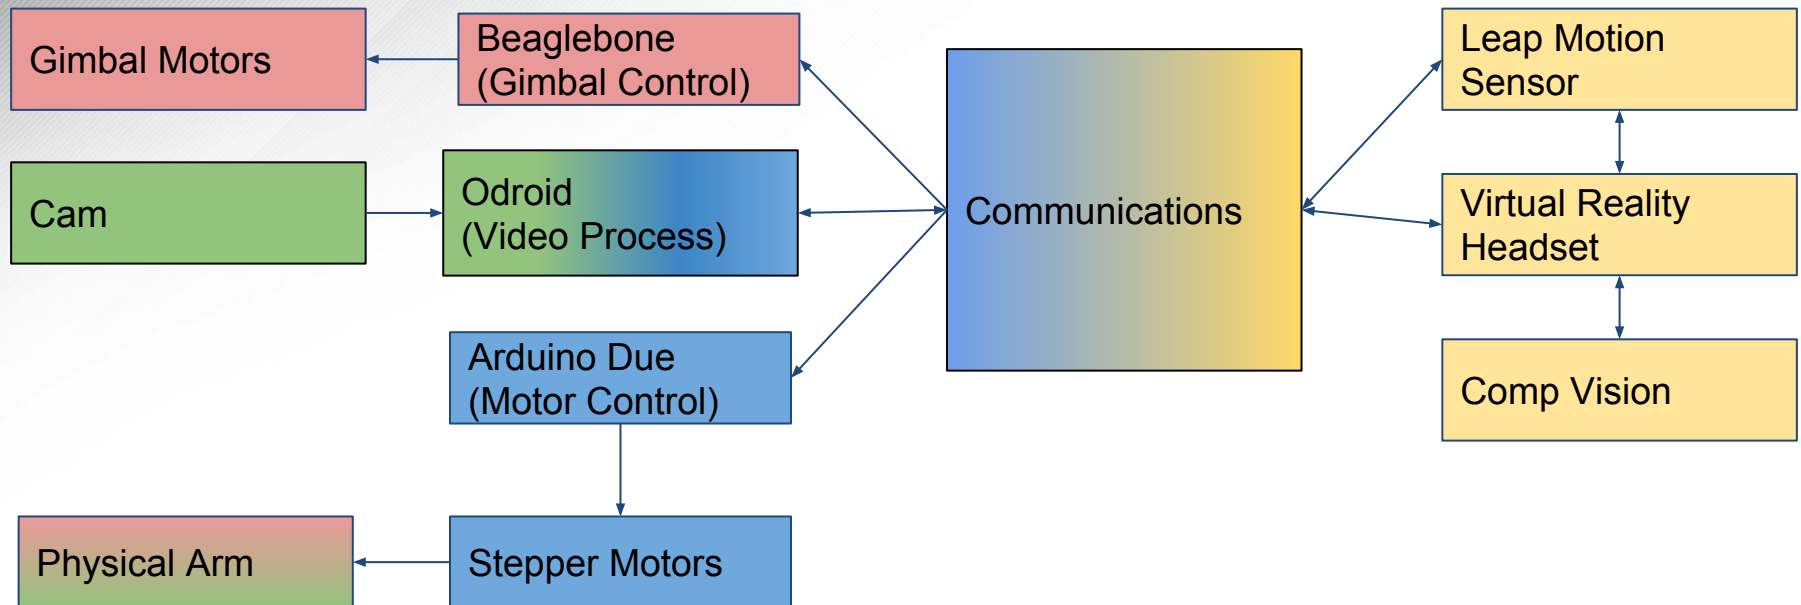 Gimbal Motors
Beaglebone
(Gimbal Control)
Leap Motion
Sensor
Cam
Odroid
(Video Process)
Communications
Virtual Reality
Headset
Arduino Due
(Motor Control)
Comp Vision
Physical Arm
Stepper Motors